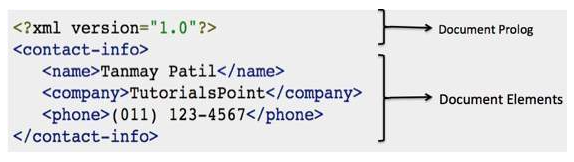 <?xml version="1.0"?>
Document Prolog
<contact-info>
<name>Tanmay Patil</name>
<company>TutorialsPoint</company>
Document Elements
<phone>(011) 123-4567</phone>
</contact-info>